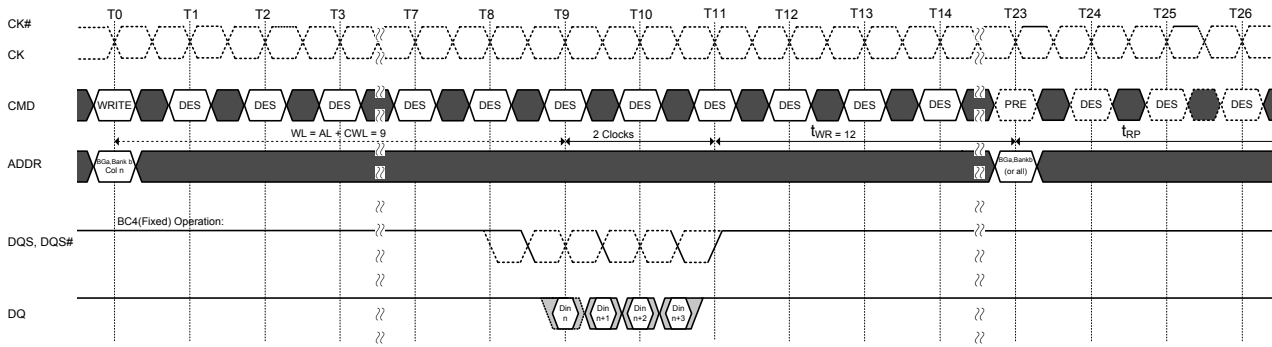 T0 T1 T2 T3 T7 T8 T9 T10 T11 T12 T13 T14 T23 T24 T25 T26
CK#
CK
CMD WRITE DES DES DES DES DES DES DES DES DES DES DES PRE DES DES DES
WL = AL + CWL = 9 2 Clocks tWR = 12 tRP
ADDR BGa,Bank b BGa,Bankb
Col n (or all)
BC4(Fixed) Operation:
DQS, DQS#
DQ Din Din Din Din
n n+1 n+2 n+3